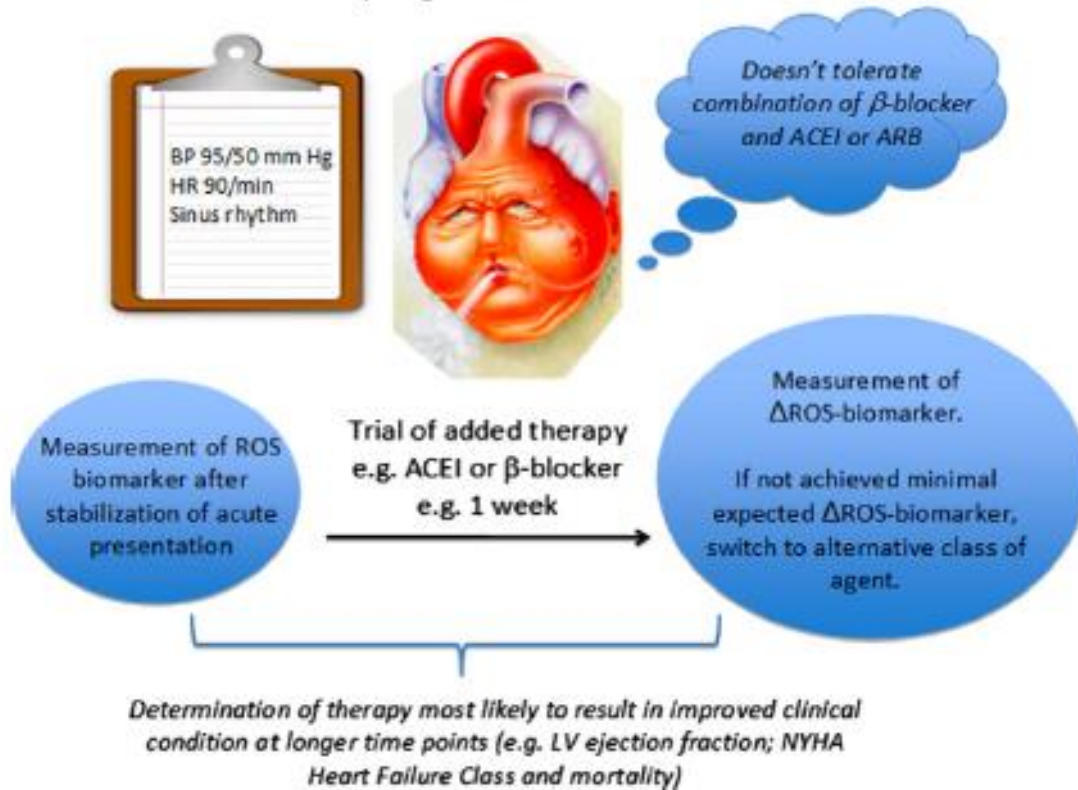 Doesn't tolerate
combination of β-blocker
and ACEI or ARB
BP 95/50 mm Hg
HR 90/min
Sinus rhythm
Measurement of ROS
biomarker after
stabilization of acute
presentation
Trial of added therapy
e.g. ACEI or β-blocker
e.g. 1 week
Measurement of
ΔROS-biomarker.
If not achieved minimal
expected ΔROS-biomarker,
switch to alternative class of
agent.
Determination of therapy most likely to result in improved clinical
condition at longer time points (e.g. LV ejection fraction; NYHA
Heart Failure Class and mortality)